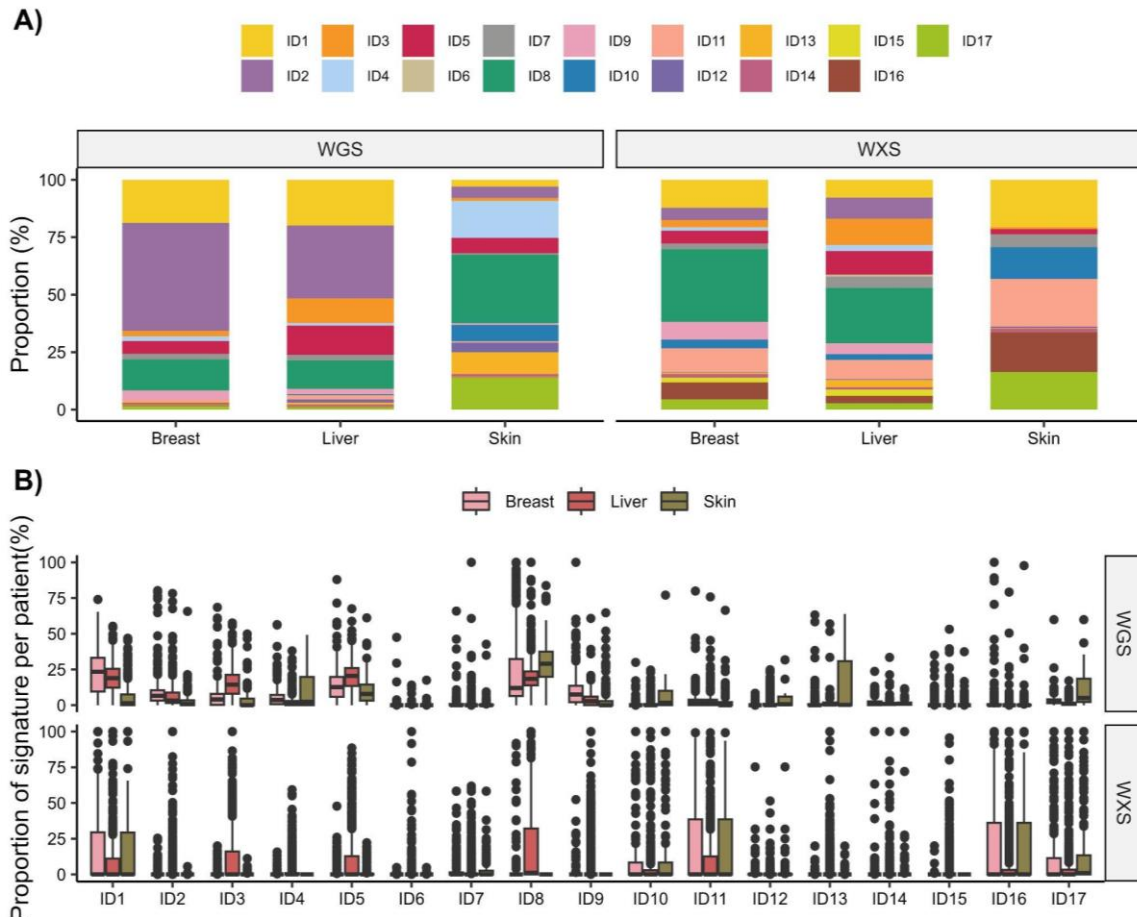 A)
ID1 ID3 ID5 ID7 ID9 ID11 ID13 ID15 ID17
ID2 ID4 ID6 ID8 ID10 ID12 ID14 ID16
WGS WXS
Proportion (%)
100
75
50
25
0
Breast Liver Skin Breast Liver Skin
B)
Breast Liver Skin
Proportion of signature per patient(%)
100
75
50
25
0
WGS
100
75
50
25
0
WXS
ID1 ID2 ID3 ID4 ID5 ID6 ID7 ID8 ID9 ID10 ID11 ID12 ID13 ID14 ID15 ID16 ID17